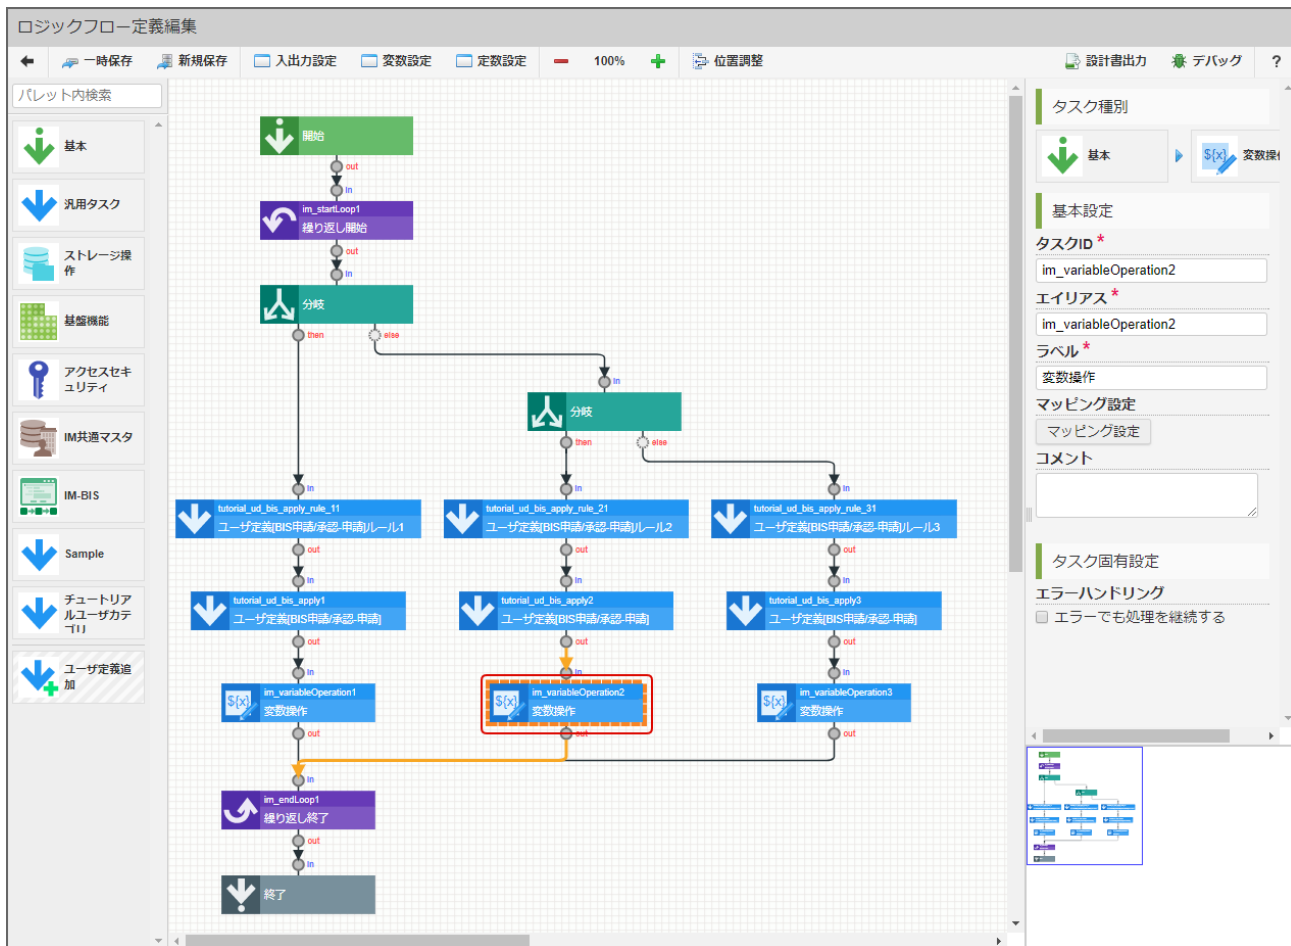 ロジックフロー定義編集
一時保存
新規保存
入出力設定
変数設定
定数設定
100%
位置調整
設計書出力
デバッグ
?
パレット内検索
基本
汎用タスク
ストレージ操
作
基盤機能
アクセスセキ
ュリティ
IM共通マスタ
IM-BIS
Sample
チュートリア
ルユーザカテ
ゴリ
ユーザ定義追
加
開始
out
in
im_startLoop1
繰り返し開始
out
in
分岐
then
else
in
分岐
then
else
in
in
in
tutorial_ud_bis_apply_rule_11
ユーザ定義[BIS申請/承認-申請]ルール1
tutorial_ud_bis_apply_rule_21
ユーザ定義[BIS申請/承認-申請]ルール2
tutorial_ud_bis_apply_rule_31
ユーザ定義[BIS申請/承認-申請]ルール3
out
out
out
in
in
in
tutorial_ud_bis_apply1
ユーザ定義[BIS申請/承認-申請]
tutorial_ud_bis_apply2
ユーザ定義[BIS申請/承認-申請]
tutorial_ud_bis_apply3
ユーザ定義[BIS申請/承認-申請]
out
out
out
in
in
in
${x}
im_variableOperation1
変数操作
${x}
im_variableOperation2
変数操作
${x}
im_variableOperation3
変数操作
out
out
out
in
im_endLoop1
繰り返し終了
out
in
終了
タスク種別
基本
${x}
変数操作
基本設定
タスクID *
im_variableOperation2
エイリアス *
im_variableOperation2
ラベル *
変数操作
マッピング設定
マッピング設定
コメント
タスク固有設定
エラーハンドリング
エラーでも処理を継続する